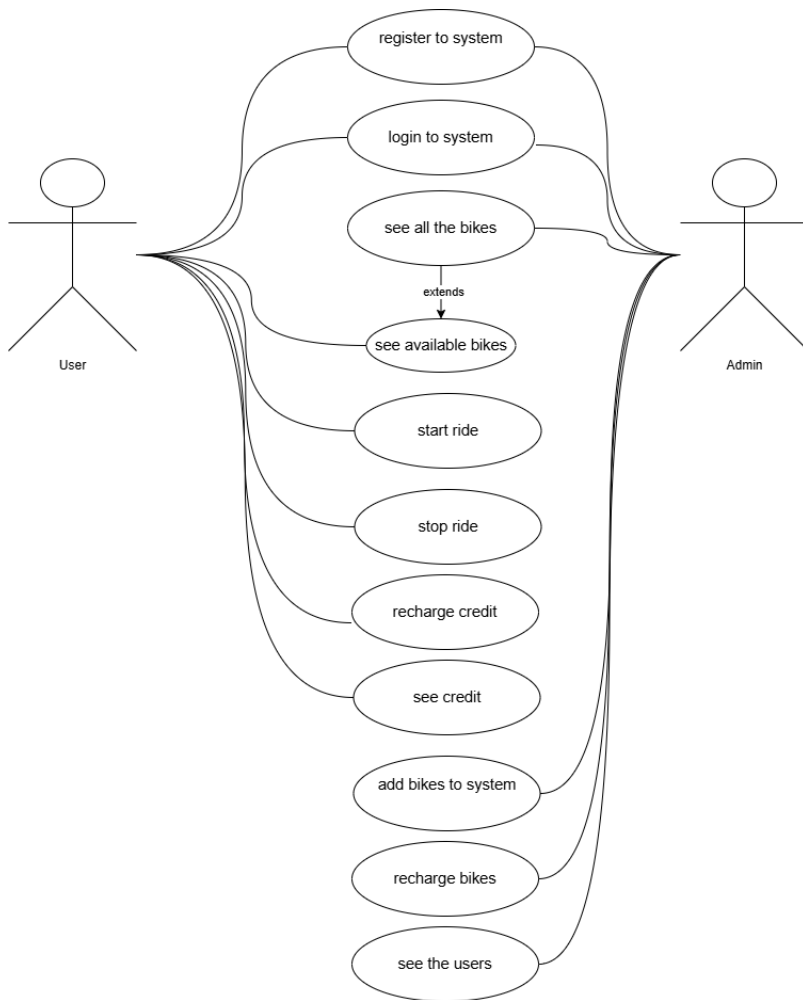 register to system
login to system
see all the bikes
extends
see available bikes
User
Admin
start ride
stop ride
recharge credit
see credit
add bikes to system
recharge bikes
see the users